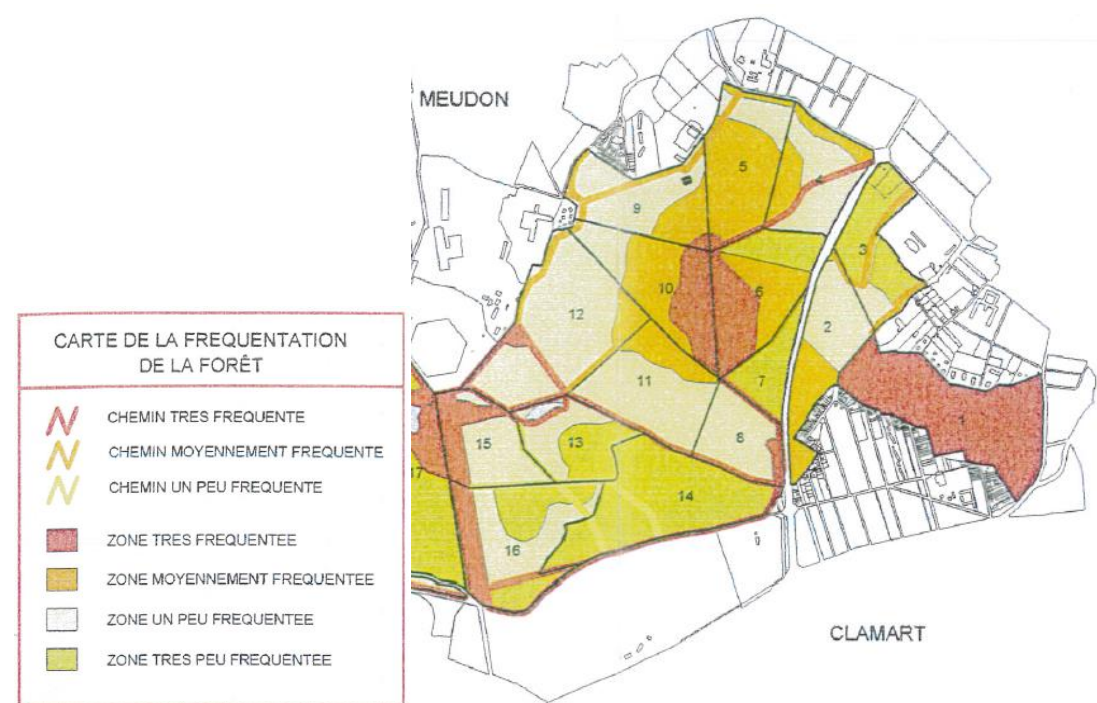 MEUDON
5
4
9
3
10
6
12
2
11
7
1
8
15
13
17
14
16
CLAMART
CARTE DE LA FREQUENTATION
DE LA FORÊT
CHEMIN TRES FREQUENTE
CHEMIN MOYENNEMENT FREQUENTE
CHEMIN UN PEU FREQUENTE
ZONE TRES FREQUENTEE
ZONE MOYENNEMENT FREQUENTEE
ZONE UN PEU FREQUENTEE
ZONE TRES PEU FREQUENTEE